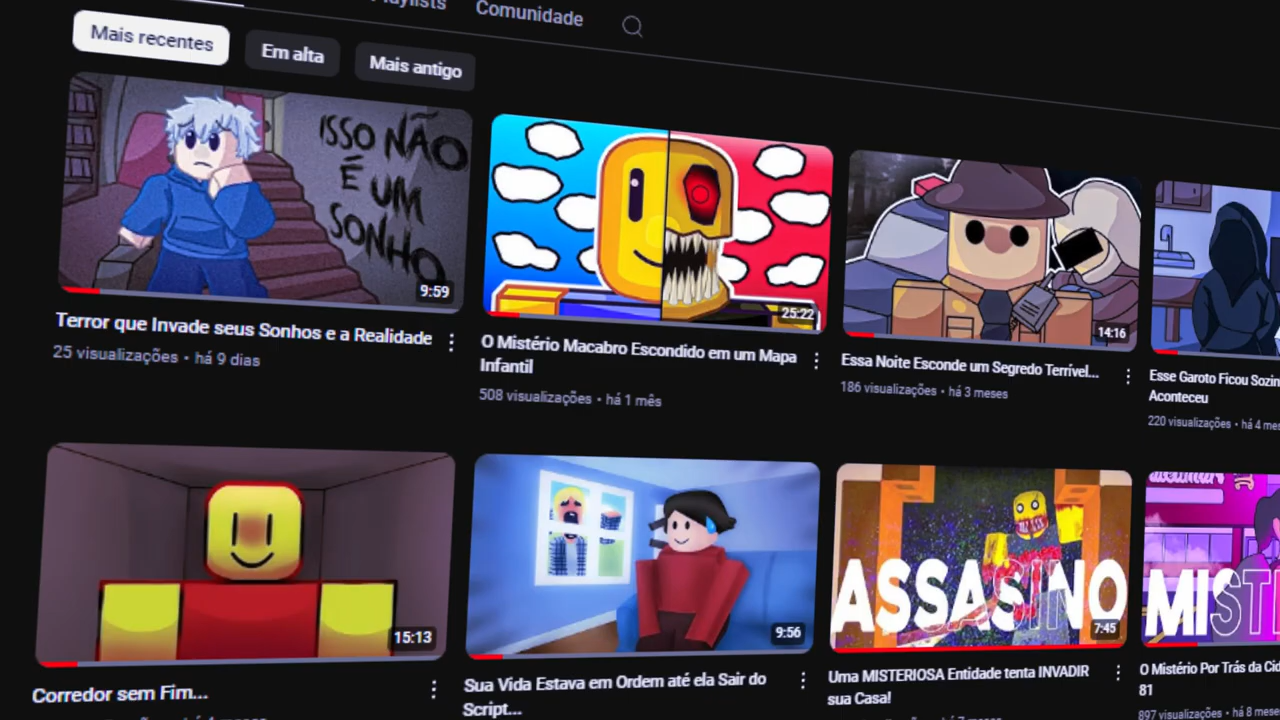 Playlists
Comunidade
Mais recentes
Em alta
Mais antigo
ISSO NÃO
É UM
SONHO
9:59
25:22
14:16
Terror que Invade seus Sonhos e a Realidade
25 visualizações • há 9 dias
O Mistério Macabro Escondido em um Mapa
Infantil
508 visualizações • há 1 mês
Essa Noite Esconde um Segredo Terrível...
186 visualizações • há 3 meses
Esse Garoto Ficou Sozin
Aconteceu
220 visualizações • há 4 mes
15:13
9:56
ASSASINO
7:45
MISTE
Corredor sem Fim...
Sua Vida Estava em Ordem até ela Sair do
Script...
Uma MISTERIOSA Entidade tenta INVADIR
sua Casa!
O Mistério Por Trás da Cid
81
897 visualizações • há 8 mese